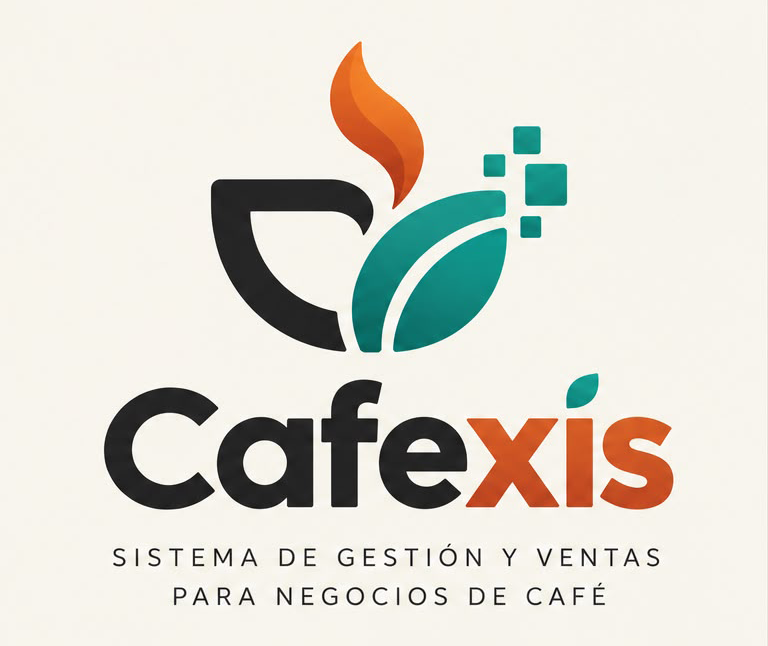 Cafexis
SISTEMA DE GESTIÓN Y VENTAS
PARA NEGOCIOS DE CAFÉ